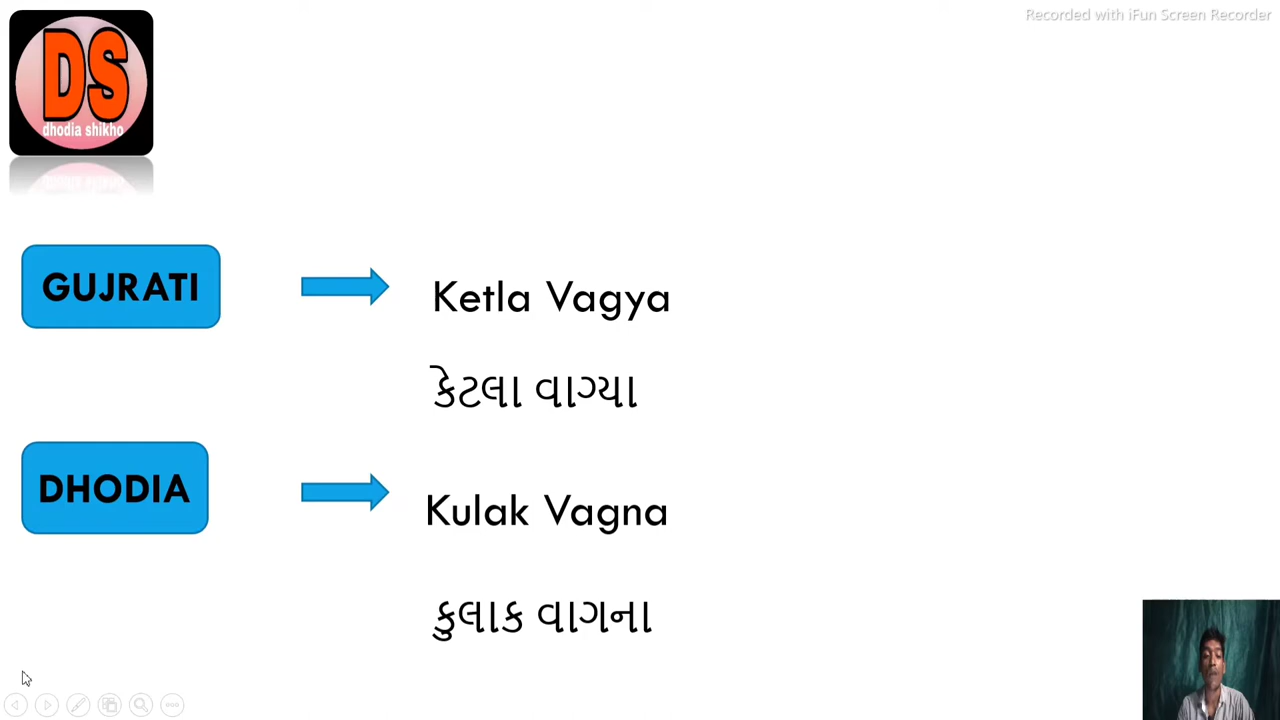 Recorded with iFun Screen Recorder
DS
dhodia shikho
GUJRATI
Ketla Vagya
કેટલા વાગ્યા
DHODIA
Kulak Vagna
કુલાક વાગના